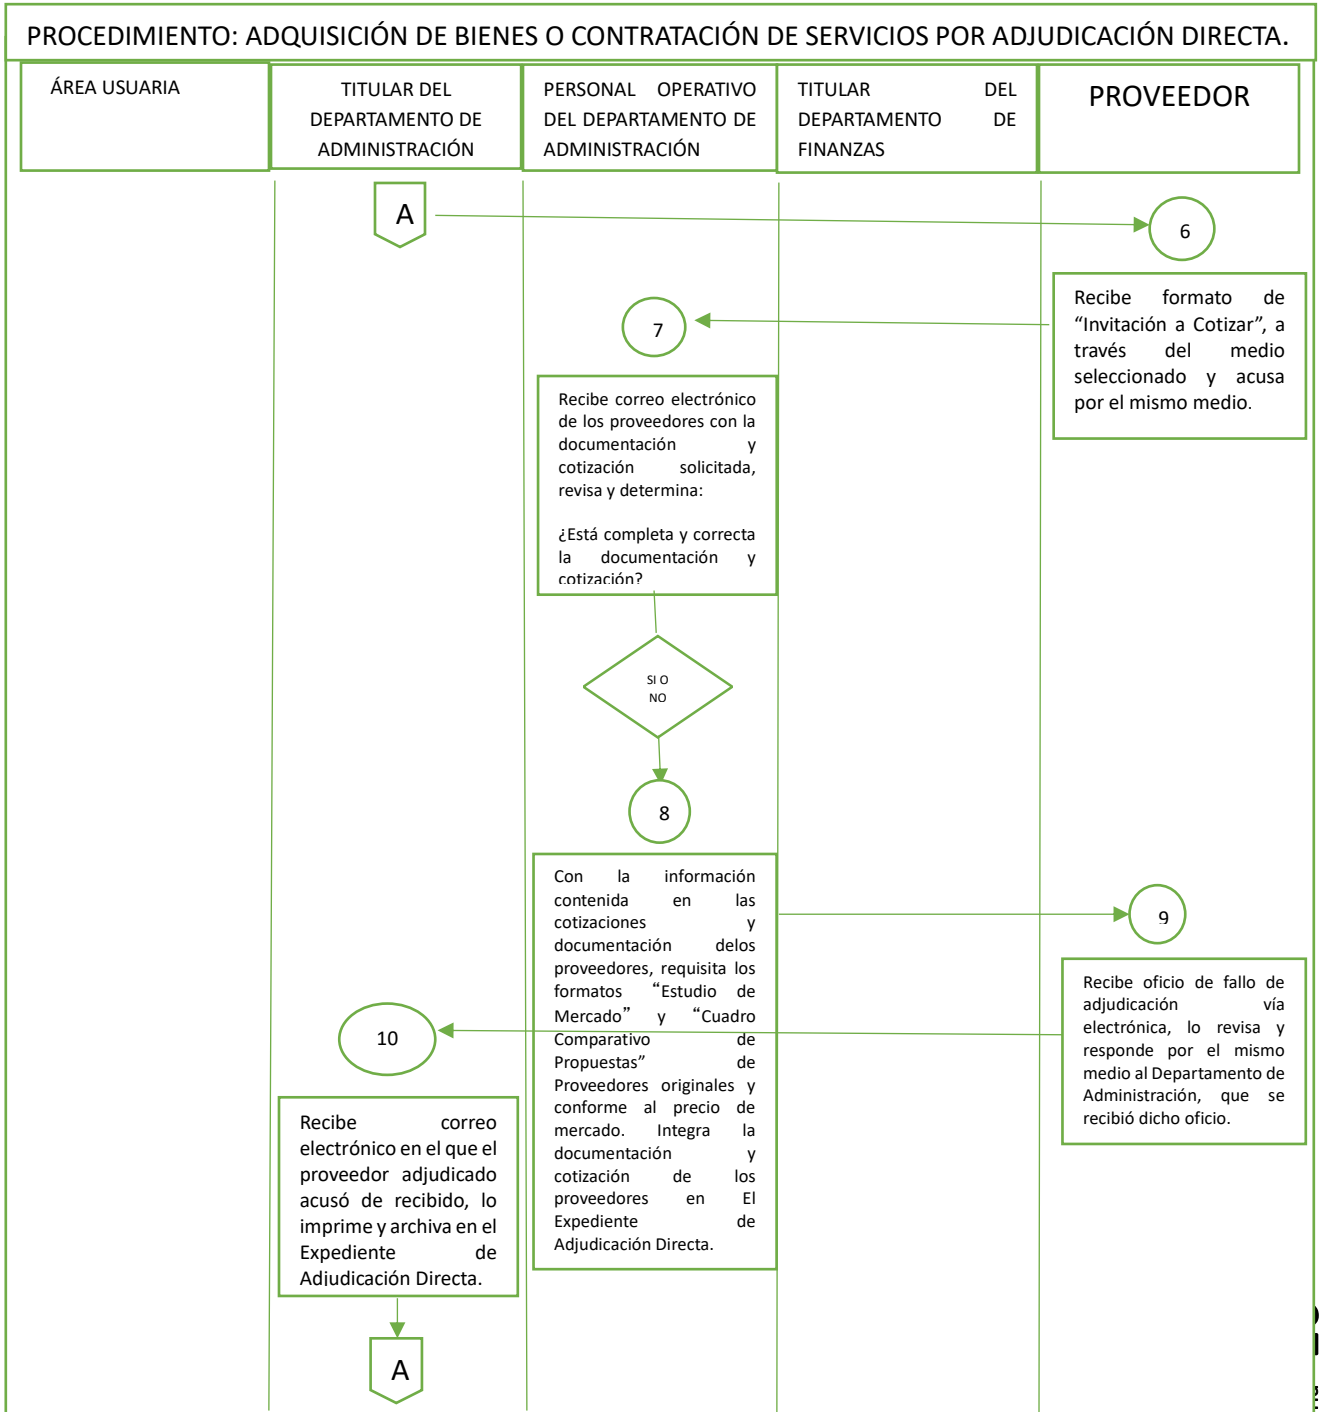 PROCEDIMIENTO: ADQUISICIÓN DE BIENES O CONTRATACIÓN DE SERVICIOS POR ADJUDICACIÓN DIRECTA.
ÁREA USUARIA
TITULAR DEL
DEPARTAMENTO DE
ADMINISTRACIÓN
PERSONAL OPERATIVO
DEL DEPARTAMENTO DE
ADMINISTRACIÓN
TITULAR DEL
DEPARTAMENTO DE
FINANZAS
PROVEEDOR
A
6
Recibe formato de
“Invitación a Cotizar”, a
través del medio
seleccionado y acusa
por el mismo medio.
7
Recibe correo electrónico
de los proveedores con la
documentación y
cotización solicitada,
revisa y determina:
¿Está completa y correcta
la documentación y
cotización?
SI O
NO
8
Con la información
contenida en las
cotizaciones y
documentación delos
proveedores, requisita los
formatos “Estudio de
Mercado” y “Cuadro
Comparativo de
Propuestas” de
Proveedores originales y
conforme al precio de
mercado. Integra la
documentación y
cotización de los
proveedores en El
Expediente de
Adjudicación Directa.
9
Recibe oficio de fallo de
adjudicación vía
electrónica, lo revisa y
responde por el mismo
medio al Departamento de
Administración, que se
recibió dicho oficio.
10
Recibe correo
electrónico en el que el
proveedor adjudicado
acusó de recibido, lo
imprime y archiva en el
Expediente de
Adjudicación Directa.
A